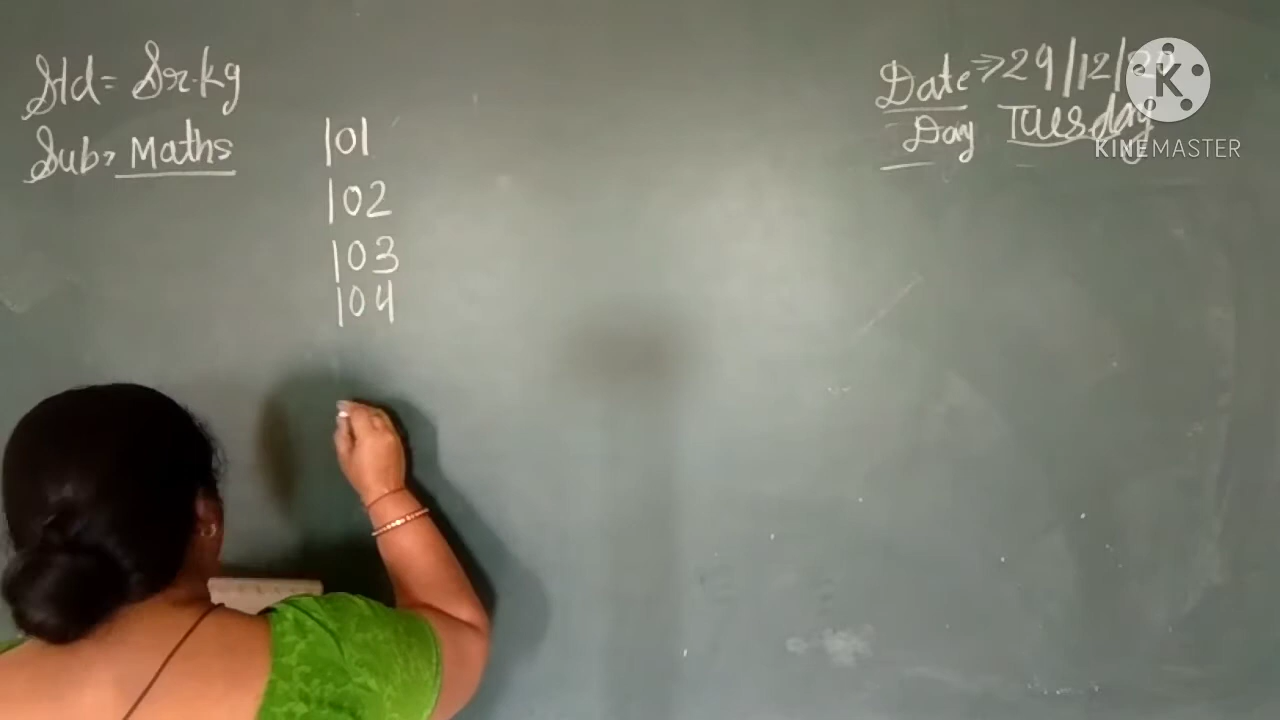 Std = Sr.kg
Sub→ Maths
101
102
103
104
Date ⇒ 29/12/20
Day Tuesday
K
KINEMASTER